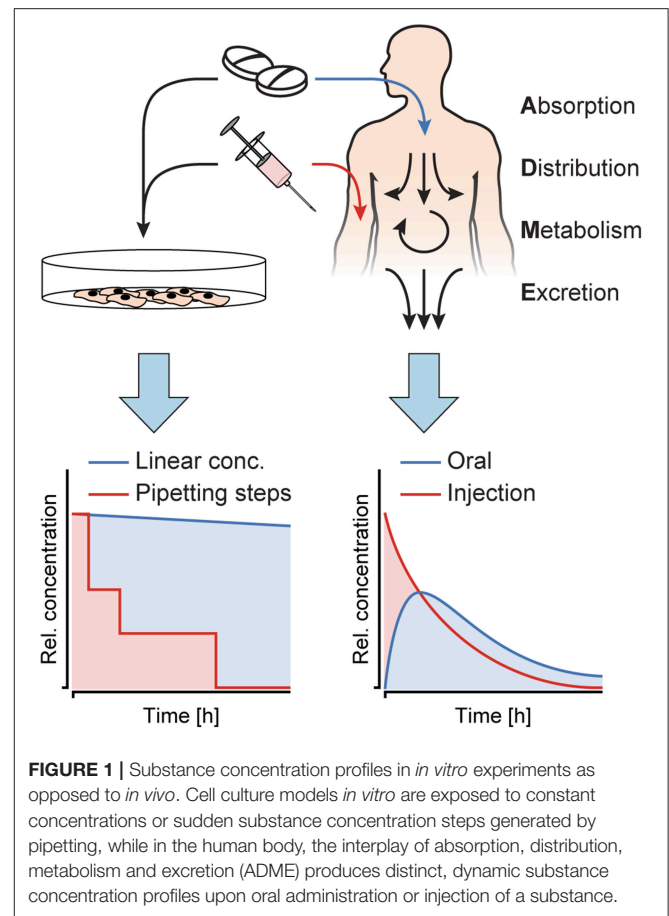 Absorption
Distribution
Metabolism
Excretion
Linear conc.
Pipetting steps
Rel. concentration
Time [h]
Oral
Injection
Rel. concentration
Time [h]
FIGURE 1 | Substance concentration profiles in in vitro experiments as
opposed to in vivo. Cell culture models in vitro are exposed to constant
concentrations or sudden substance concentration steps generated by
pipetting, while in the human body, the interplay of absorption, distribution,
metabolism and excretion (ADME) produces distinct, dynamic substance
concentration profiles upon oral administration or injection of a substance.